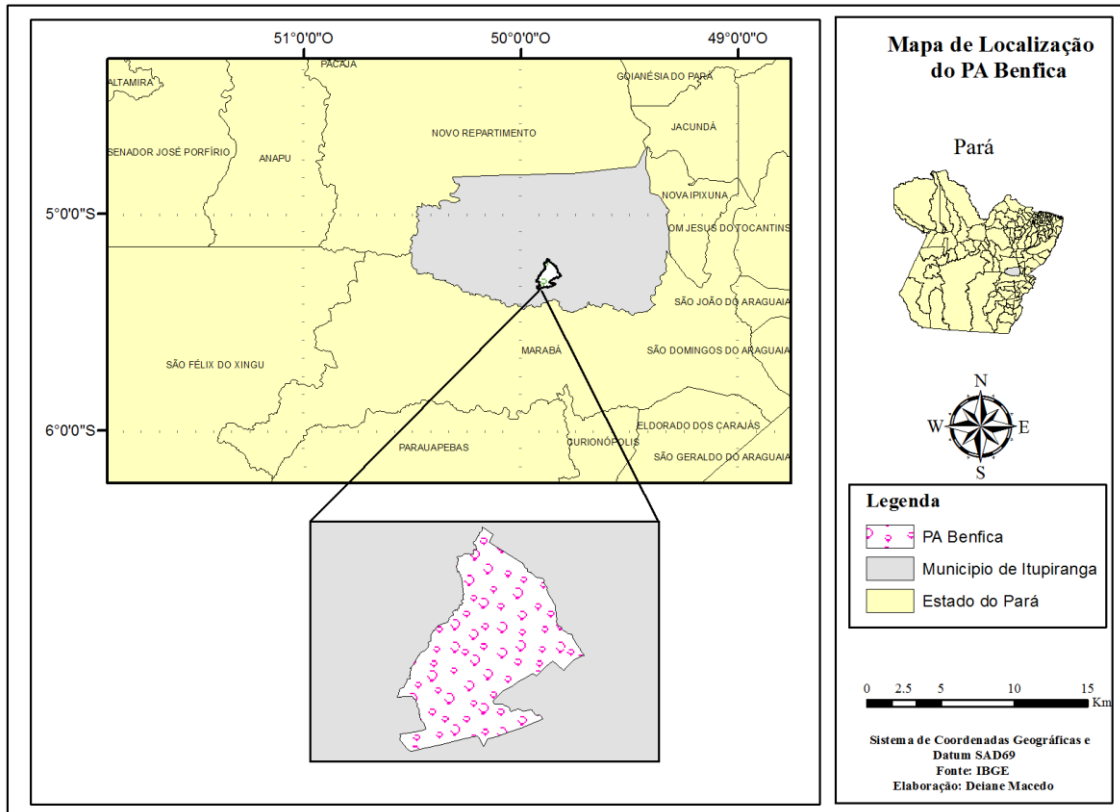 51°0'0"O
50°0'0"O
49°0'0"O
PACAJÁ
ALTAMIRA
GOIANÉSIA DO PARÁ
JACUNDÁ
NOVO REPARTIMENTO
SENADOR JOSÉ PORFÍRIO
ANAPU
NOVA IPIXUNA
5°0'0"S
OM JESUS DO TOCANTINS
SÃO JOÃO DO ARAGUAIA
MARABÁ
SÃO DOMINGOS DO ARAGUAIA
SÃO FÉLIX DO XINGU
6°0'0"S
ELDORADO DOS CARAJÁS
PARAUAPEBAS
CURIONÓPOLIS
SÃO GERALDO DO ARAGUAIA
Mapa de Localização
do PA Benfica
Pará
N
W
E
S
Legenda
PA Benfica
Municipio de Itupiranga
Estado do Pará
0 2.5 5 10 15
Km
Sistema de Coordenadas Geográficas e
Datum SAD69
Fonte: IBGE
Elaboração: Deiane Macedo